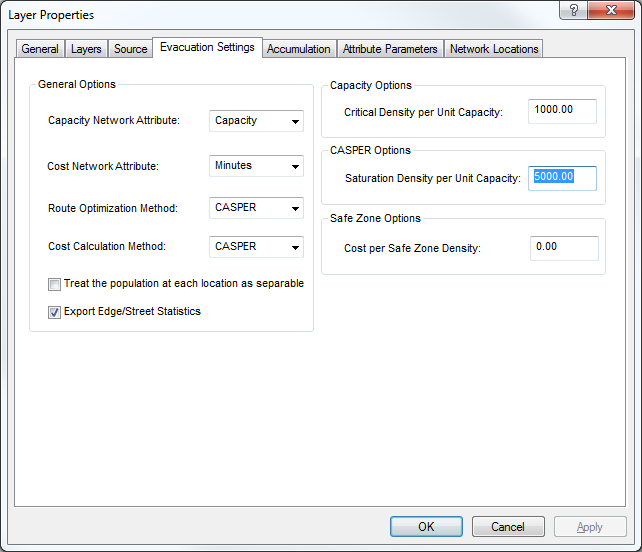 Layer Properties
?
General Layers Source Evacuation Settings Accumulation Attribute Parameters Network Locations
General Options
Capacity Network Attribute: Capacity
Cost Network Attribute: Minutes
Route Optimization Method: CASPER
Cost Calculation Method: CASPER
Treat the population at each location as separable
Export Edge/Street Statistics
Capacity Options
Critical Density per Unit Capacity: 1000.00
CASPER Options
Saturation Density per Unit Capacity: 5000.00
Safe Zone Options
Cost per Safe Zone Density: 0.00
OK Cancel Apply